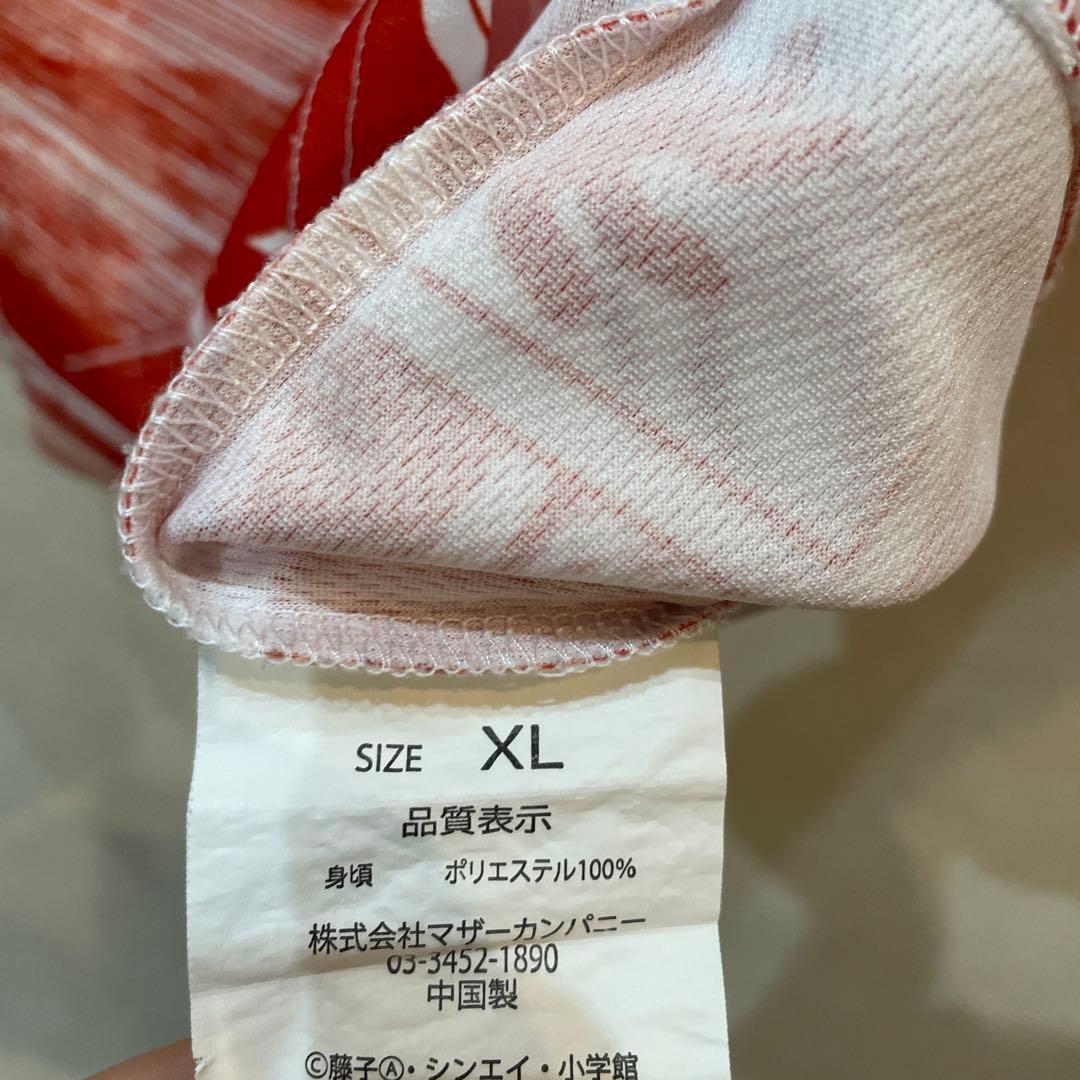 SIZE XL
品質表示
身頃 ポリエステル100%
株式会社マザーカンパニー
03-3452-1890
中国製
©藤子Ⓐ・シンエイ・小学館